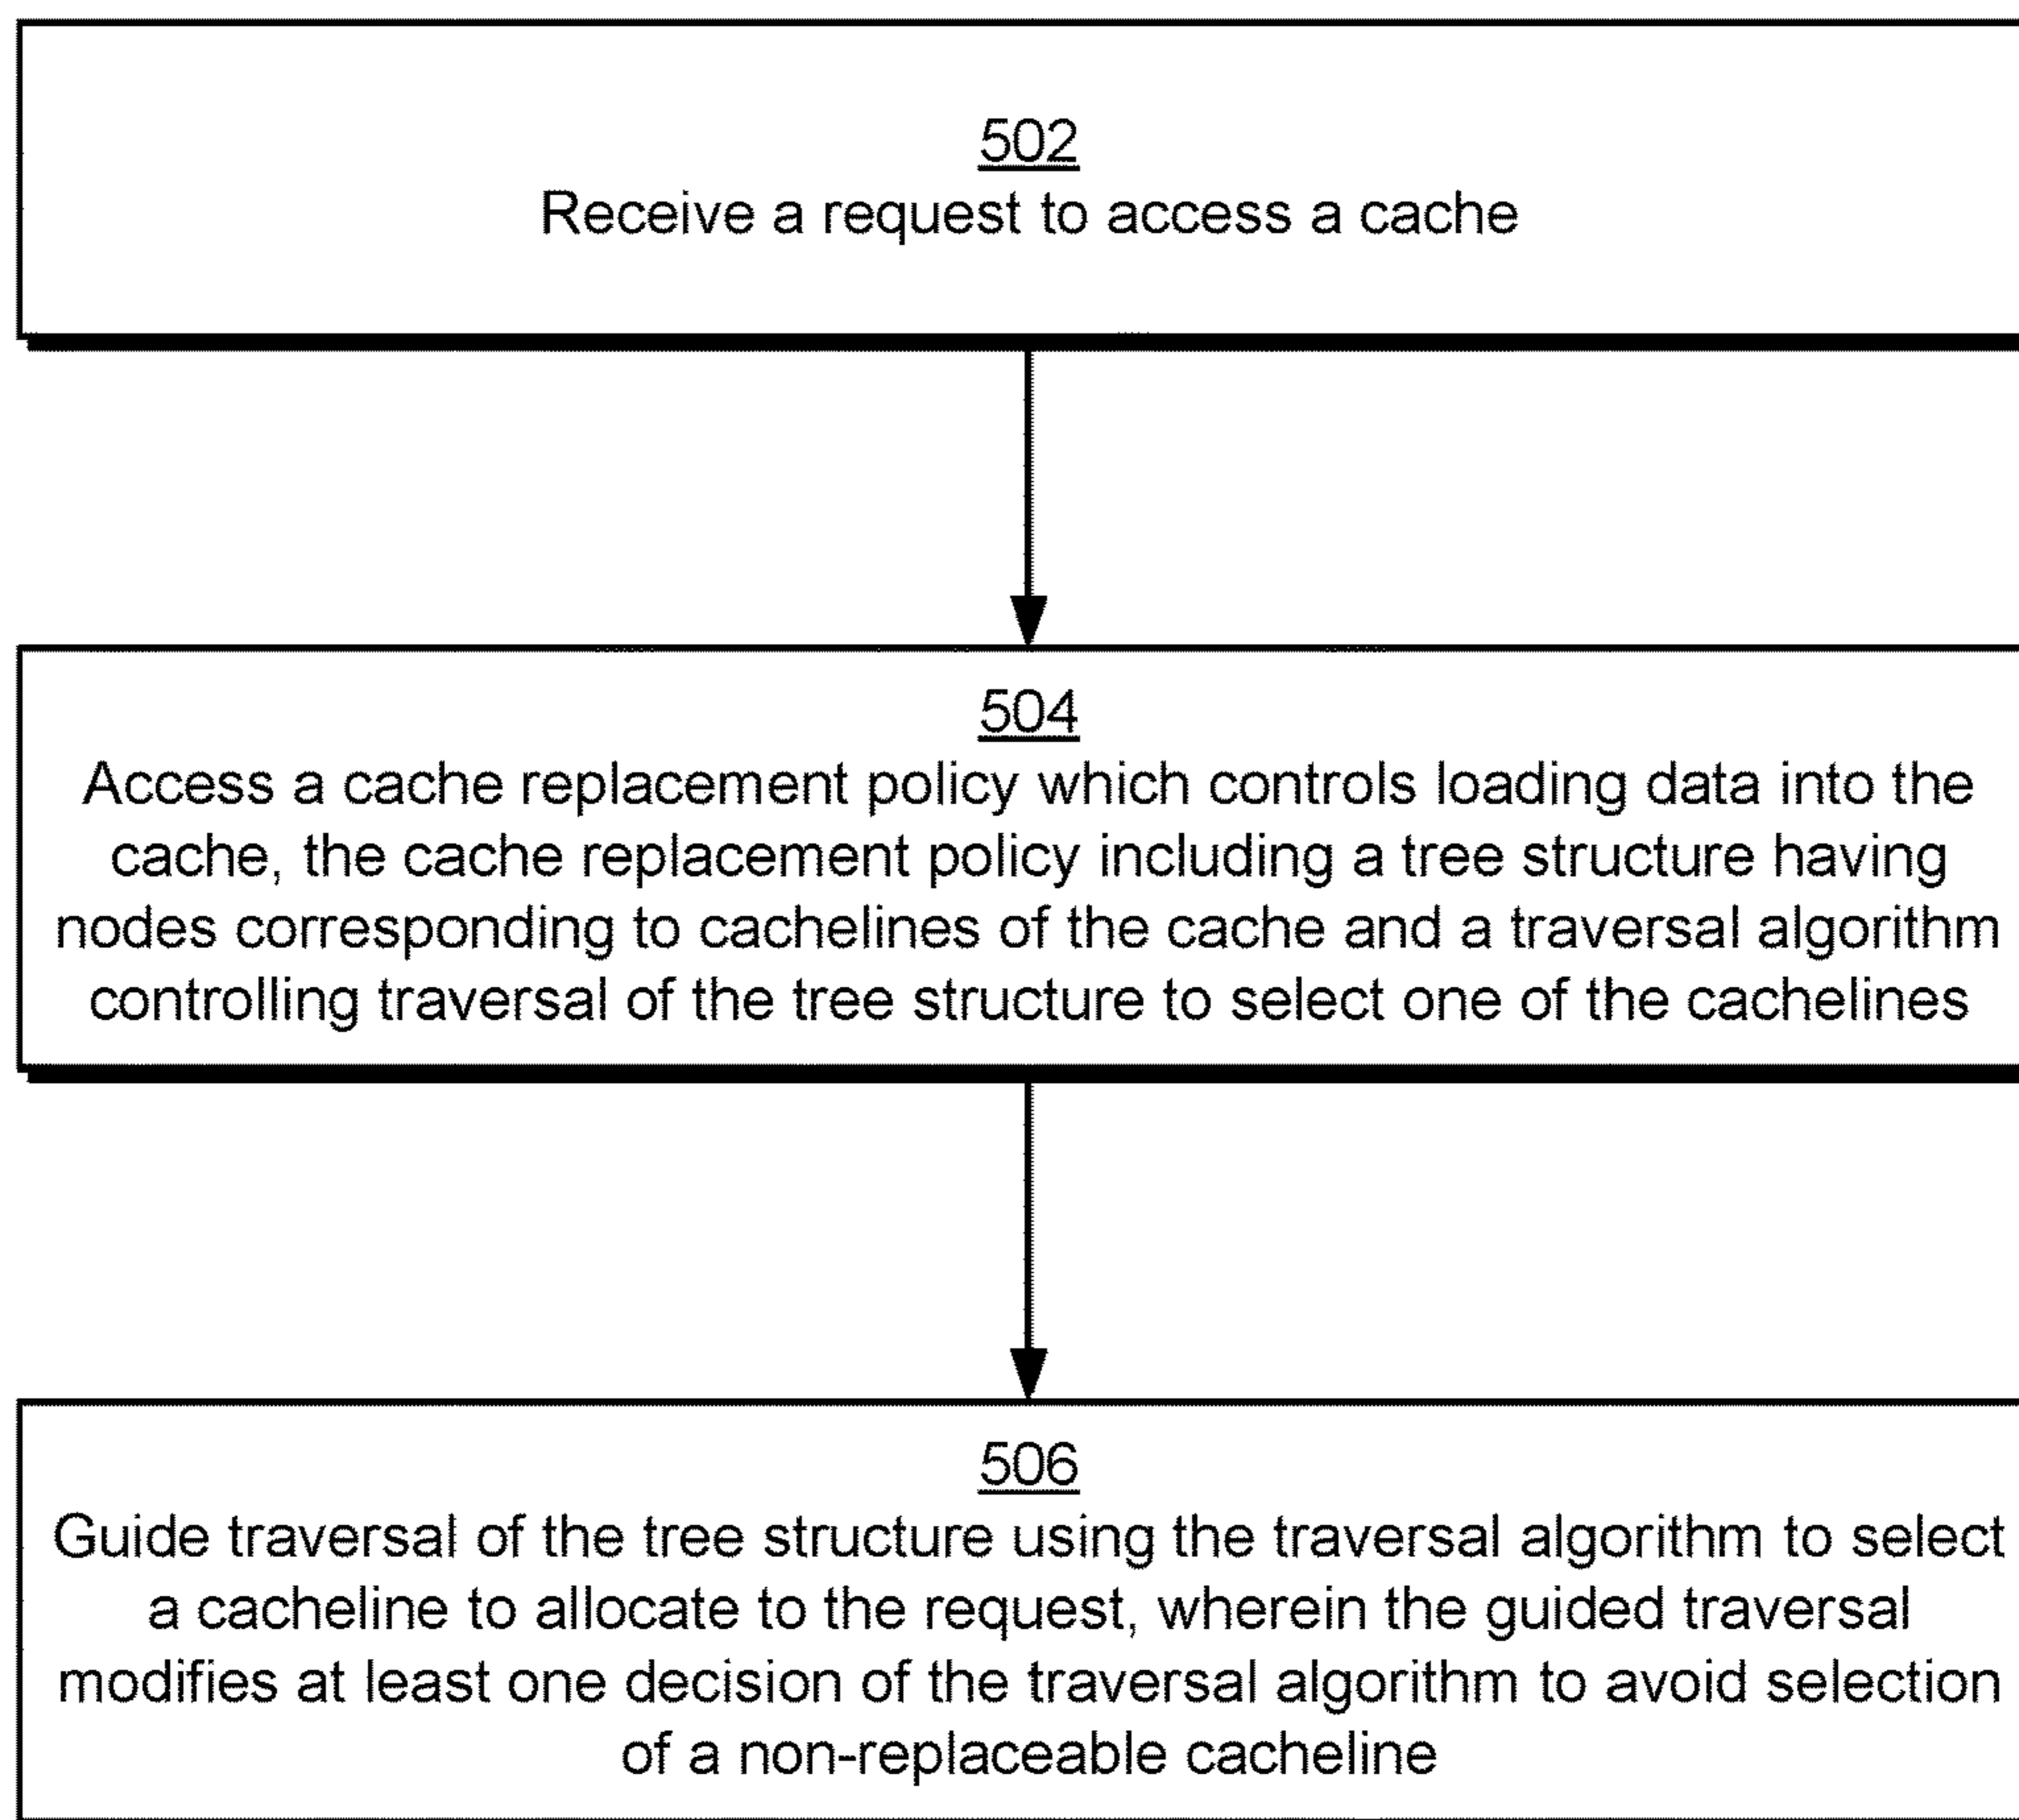 502
Receive a request to access a cache
504
Access a cache replacement policy which controls loading data into the
cache, the cache replacement policy including a tree structure having
nodes corresponding to cachelines of the cache and a traversal algorithm
controlling traversal of the tree structure to select one of the cachelines
506
Guide traversal of the tree structure using the traversal algorithm to select
a cacheline to allocate to the request, wherein the guided traversal
modifies at least one decision of the traversal algorithm to avoid selection
of a non-replaceable cacheline